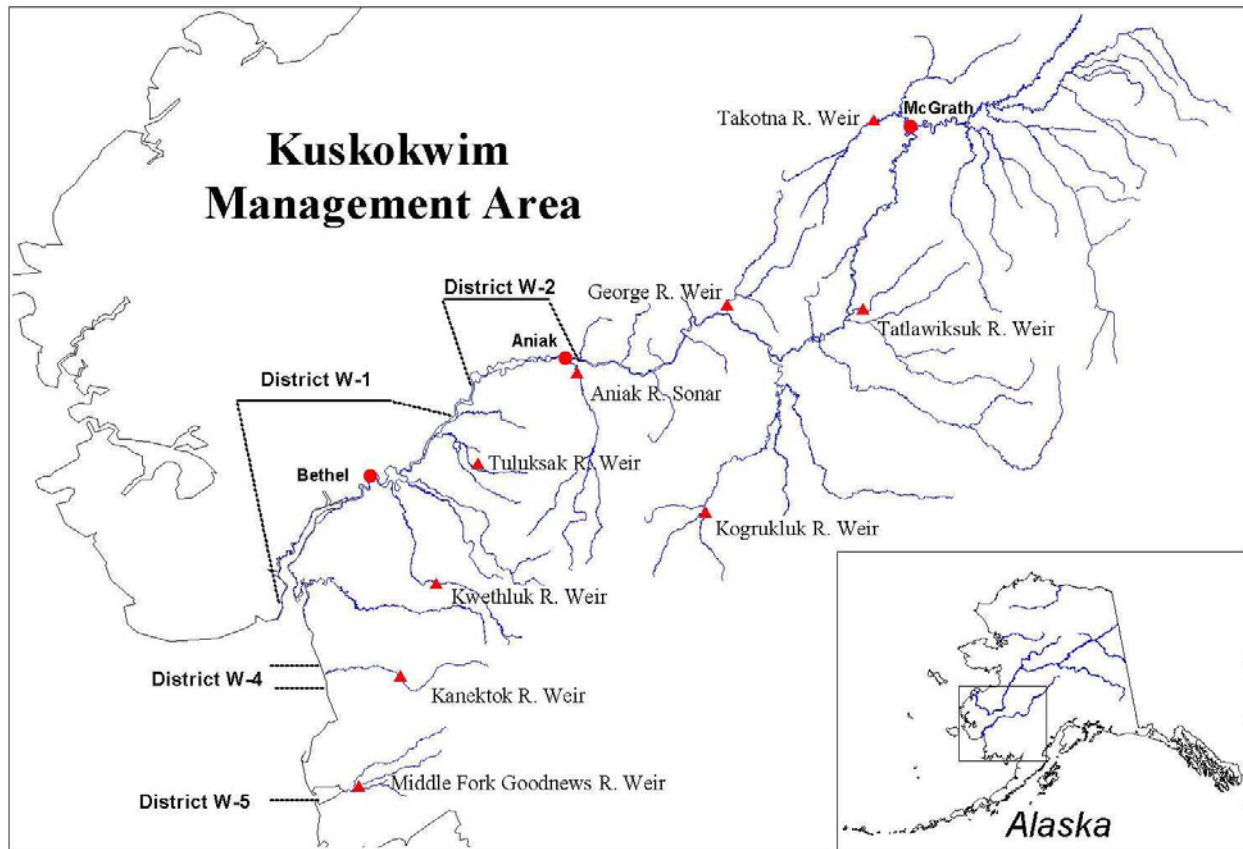 Kuskokwim
Management Area
McGrath
Takotna R. Weir
District W-2
George R. Weir
Tatlawiksuk R. Weir
Aniak
District W-1
Aniak R. Sonar
Tuluksak R. Weir
Bethel
Kogrukluk R. Weir
Kwethluk R. Weir
District W-4
Kanektok R. Weir
Middle Fork Goodnews R. Weir
District W-5
Alaska